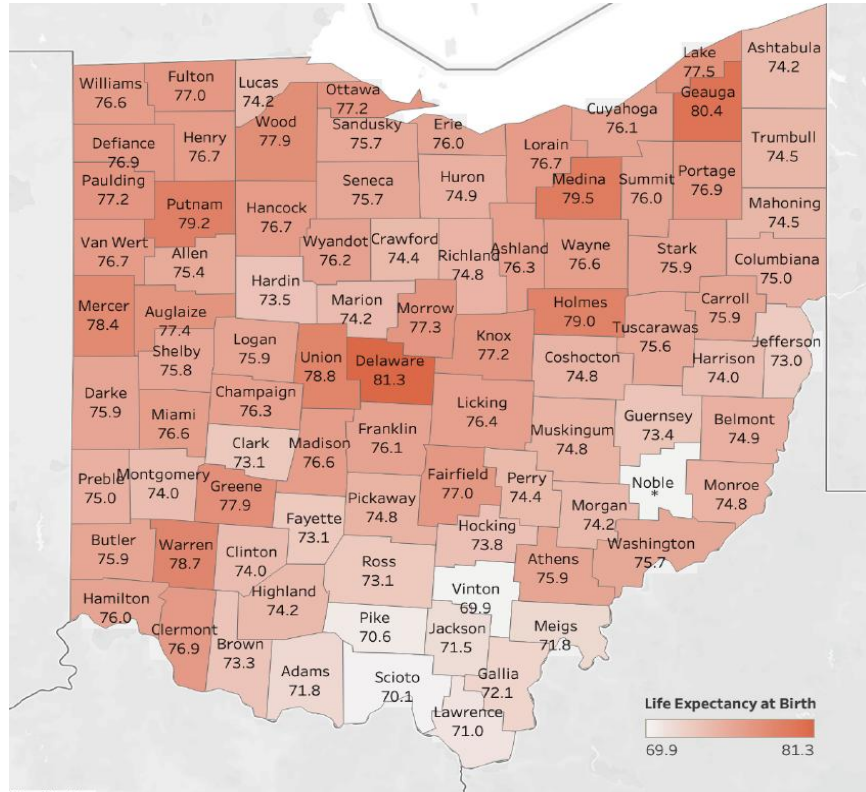 Williams
76.6
Fulton
77.0
Lucas
74.2
Ottawa
77.2
Lake
77.5
Ashtabula
74.2
Geauga
80.4
Defiance
76.9
Henry
76.7
Wood
77.9
Sandusky
75.7
Erie
76.0
Lorain
76.7
Cuyahoga
76.1
Trumbull
74.5
Paulding
77.2
Putnam
79.2
Hancock
76.7
Seneca
75.7
Huron
74.9
Medina
79.5
Summit
76.0
Portage
76.9
Mahoning
74.5
Van Wert
76.7
Allen
75.4
Wyandot
76.2
Crawford
74.4
Richland
74.8
Ashland
76.3
Wayne
76.6
Stark
75.9
Columbiana
75.0
Mercer
78.4
Auglaize
77.4
Hardin
73.5
Marion
74.2
Morrow
77.3
Holmes
79.0
Carroll
75.9
Tuscarawas
75.6
Jefferson
73.0
Shelby
75.8
Logan
75.9
Union
78.8
Delaware
81.3
Knox
77.2
Coshocton
74.8
Harrison
74.0
Darke
75.9
Miami
76.6
Champaign
76.3
Licking
76.4
Guernsey
73.4
Belmont
74.9
Clark
73.1
Madison
76.6
Franklin
76.1
Muskingum
74.8
Preble
75.0
Montgomery
74.0
Greene
77.9
Fairfield
77.0
Perry
74.4
Noble
*
Monroe
74.8
Pickaway
74.8
Morgan
74.2
Fayette
73.1
Hocking
73.8
Washington
75.7
Butler
75.9
Warren
78.7
Clinton
74.0
Ross
73.1
Athens
75.9
Hamilton
76.0
Highland
74.2
Vinton
69.9
Clermont
76.9
Brown
73.3
Pike
70.6
Jackson
71.5
Meigs
71.8
Adams
71.8
Scioto
70.1
Gallia
72.1
Lawrence
71.0
Life Expectancy at Birth
69.9 81.3